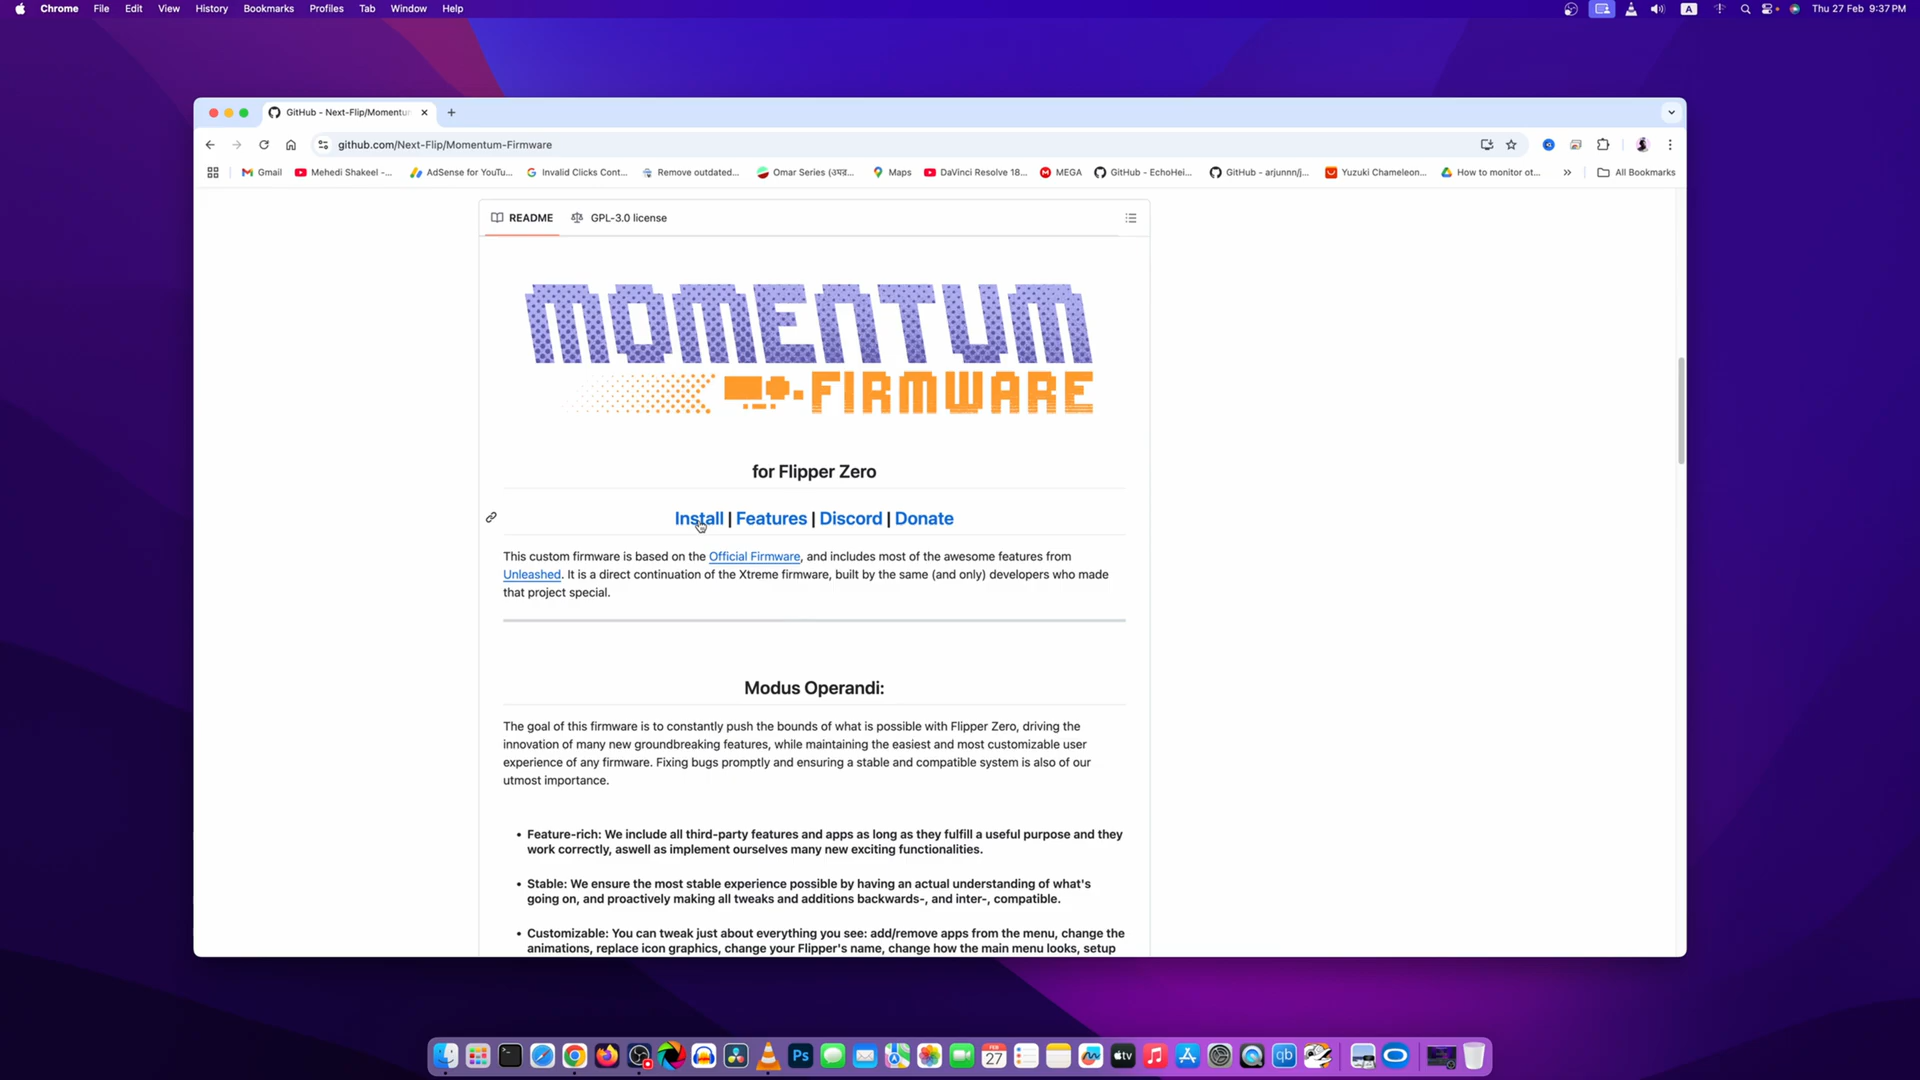 Chrome File Edit View History Bookmarks Profiles Tab Window Help
A Thu 27 Feb 9:37 PM
GitHub - Next-Flip/Momentun
github.com/Next-Flip/Momentum-Firmware
Gmail Mehedi Shakeel -... AdSense for YouTu... Invalid Clicks Cont... Remove outdated... Omar Series (ওমর... Maps DaVinci Resolve 18... MEGA GitHub - EchoHei... GitHub - arjunnn/j... Yuzuki Chameleon... How to monitor ot... » All Bookmarks
README GPL-3.0 license
MOMENTUM
FIRMWARE
for Flipper Zero
Install | Features | Discord | Donate
This custom firmware is based on the Official Firmware, and includes most of the awesome features from
Unleashed. It is a direct continuation of the Xtreme firmware, built by the same (and only) developers who made
that project special.
Modus Operandi:
The goal of this firmware is to constantly push the bounds of what is possible with Flipper Zero, driving the
innovation of many new groundbreaking features, while maintaining the easiest and most customizable user
experience of any firmware. Fixing bugs promptly and ensuring a stable and compatible system is also of our
utmost importance.
• Feature-rich: We include all third-party features and apps as long as they fulfill a useful purpose and they
work correctly, aswell as implement ourselves many new exciting functionalities.
• Stable: We ensure the most stable experience possible by having an actual understanding of what's
going on, and proactively making all tweaks and additions backwards-, and inter-, compatible.
• Customizable: You can tweak just about everything you see: add/remove apps from the menu, change the
animations, replace icon graphics, change your Flipper's name, change how the main menu looks, setup
Ps FEB 27 tv qb